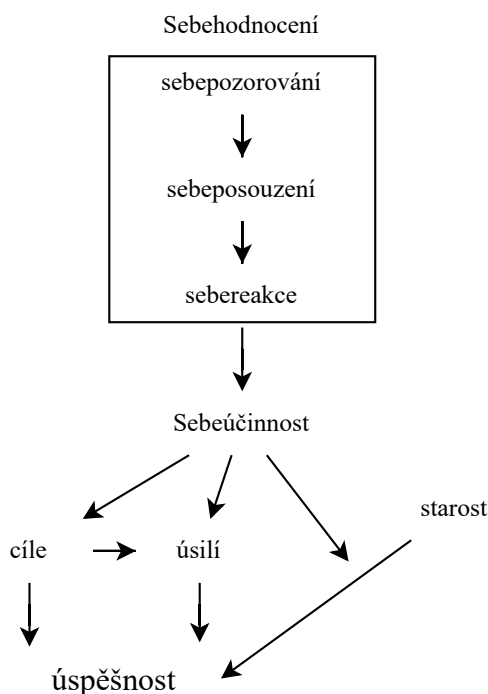 Sebehodnocení
sebepozorování
sebeposouzení
sebereakce
Sebeúčinnost
starost
cíle
úsilí
úspěšnost